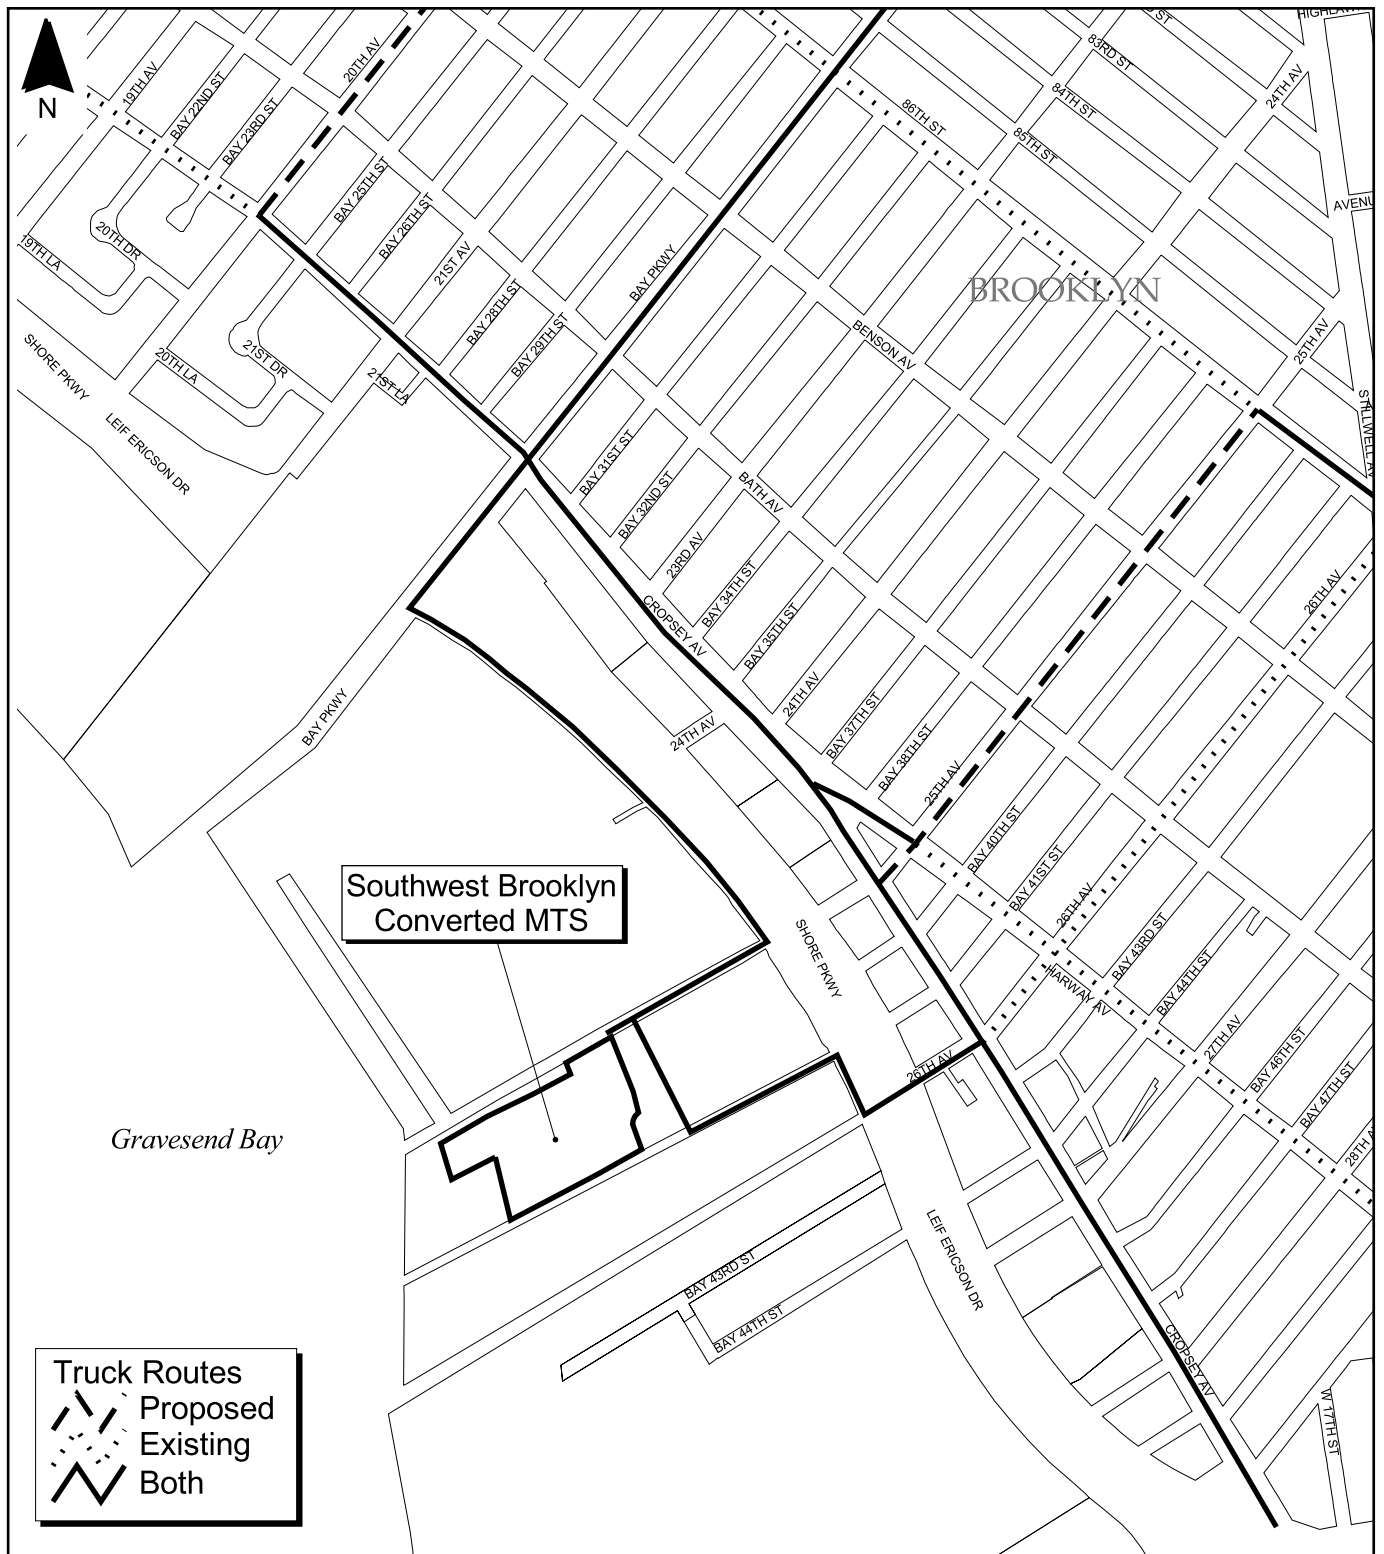 HIGHLAWN
N
19TH AV
BAY 22ND ST
BAY 23RD ST
20TH AV
83RD ST
84TH ST
24TH AV
86TH ST
85TH ST
AVENU
BAY 25TH ST
BAY 26TH ST
21ST AV
BAY 28TH ST
BAY 29TH ST
BAY PKWY
20TH DR
19TH LA
BROOKLYN
SHORE PKWY
20TH LA
21ST DR
21ST LA
BENSON AV
25TH AV
STILLWELL AV
LEIF ERICSON DR
BAY 31ST ST
BAY 32ND ST
BATH AV
23RD AV
BAY 34TH ST
BAY 35TH ST
CROPSEY AV
26TH AV
24TH AV
BAY 37TH ST
BAY 38TH ST
25TH AV
BAY PKWY
24TH AV
BAY 40TH ST
BAY 41ST ST
26TH AV
BAY 43RD ST
BAY 44TH ST
HARWAY AV
27TH AV
BAY 46TH ST
BAY 47TH ST
28TH A
Southwest Brooklyn
Converted MTS
SHORE PKWY
26TH AV
Gravesend Bay
LEIF ERICSON DR
BAY 43RD ST
BAY 44TH ST
CROPSEY AV
W 17TH ST
Truck Routes
Proposed
Existing
Both